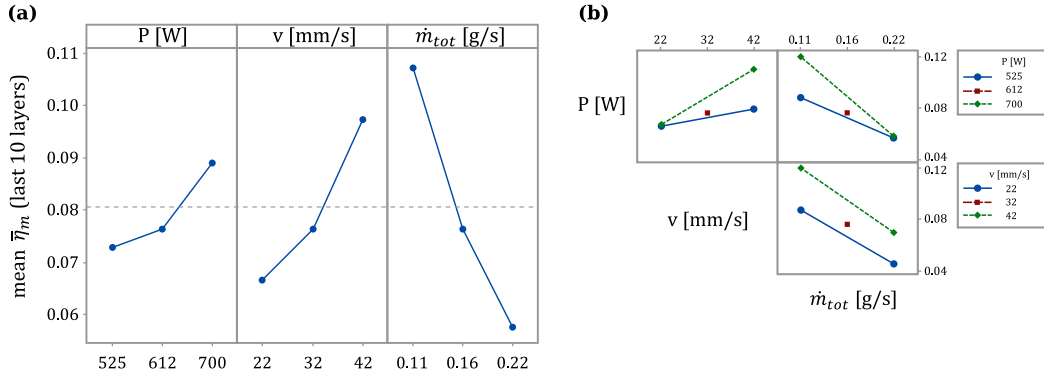 (a)
P [W] v [mm/s] ṁtot [g/s]
mean η̅m (last 10 layers)
0.11
0.10
0.09
0.08
0.07
0.06
525 612 700 22 32 42 0.11 0.16 0.22
(b)
22 32 42 0.11 0.16 0.22
P [W]
0.12
0.08
0.04
P [W]
525
612
700
v [mm/s]
0.12
0.08
0.04
v [mm/s]
22
32
42
ṁtot [g/s]